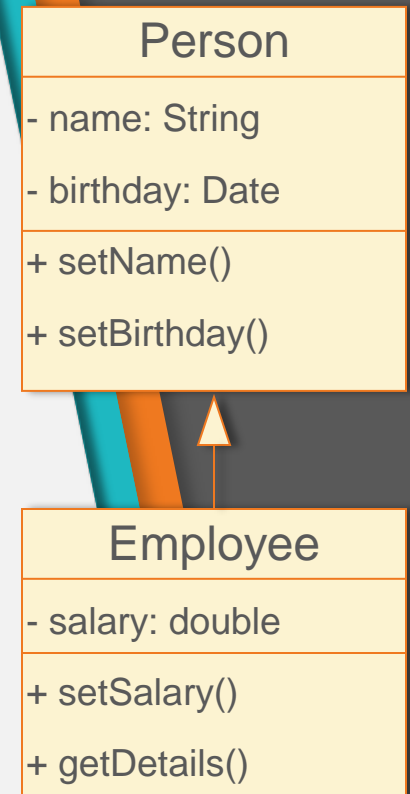 Person
- name: String
- birthday: Date
+ setName()
+ setBirthday()
Employee
- salary: double
+ setSalary()
+ getDetails()